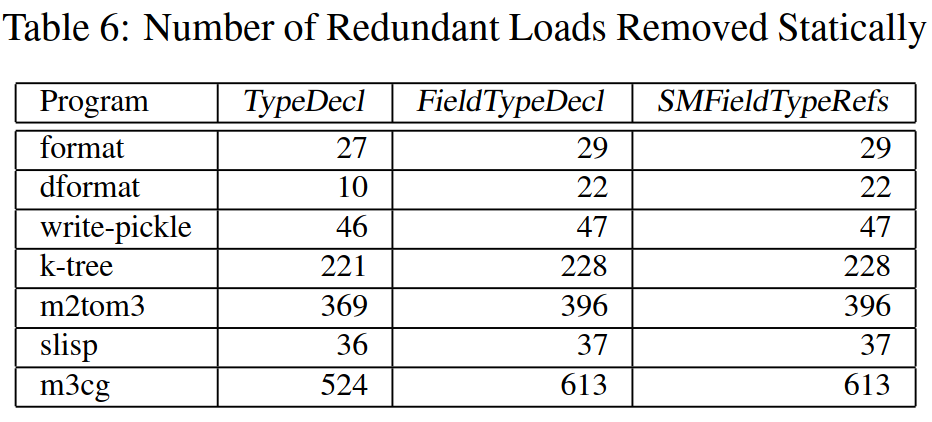 Table 6: Number of Redundant Loads Removed Statically
Program TypeDecl FieldTypeDecl SMFieldTypeRefs
format 27 29 29
dformat 10 22 22
write-pickle 46 47 47
k-tree 221 228 228
m2tom3 369 396 396
slisp 36 37 37
m3cg 524 613 613